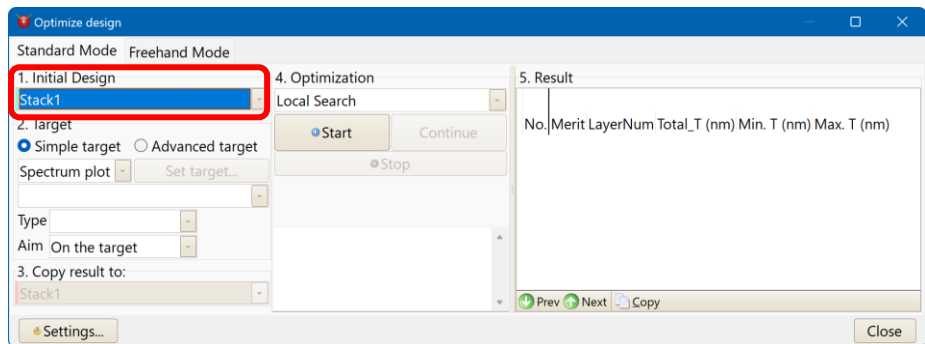 Optimize design
Standard Mode Freehand Mode
1. Initial Design
Stack1
2. Target
Simple target Advanced target
Spectrum plot Set target...
Type
Aim On the target
3. Copy result to:
Stack1
4. Optimization
Local Search
Start Continue
Stop
5. Result
No. Merit LayerNum Total_T (nm) Min. T (nm) Max. T (nm)
Prev Next Copy
Settings... Close